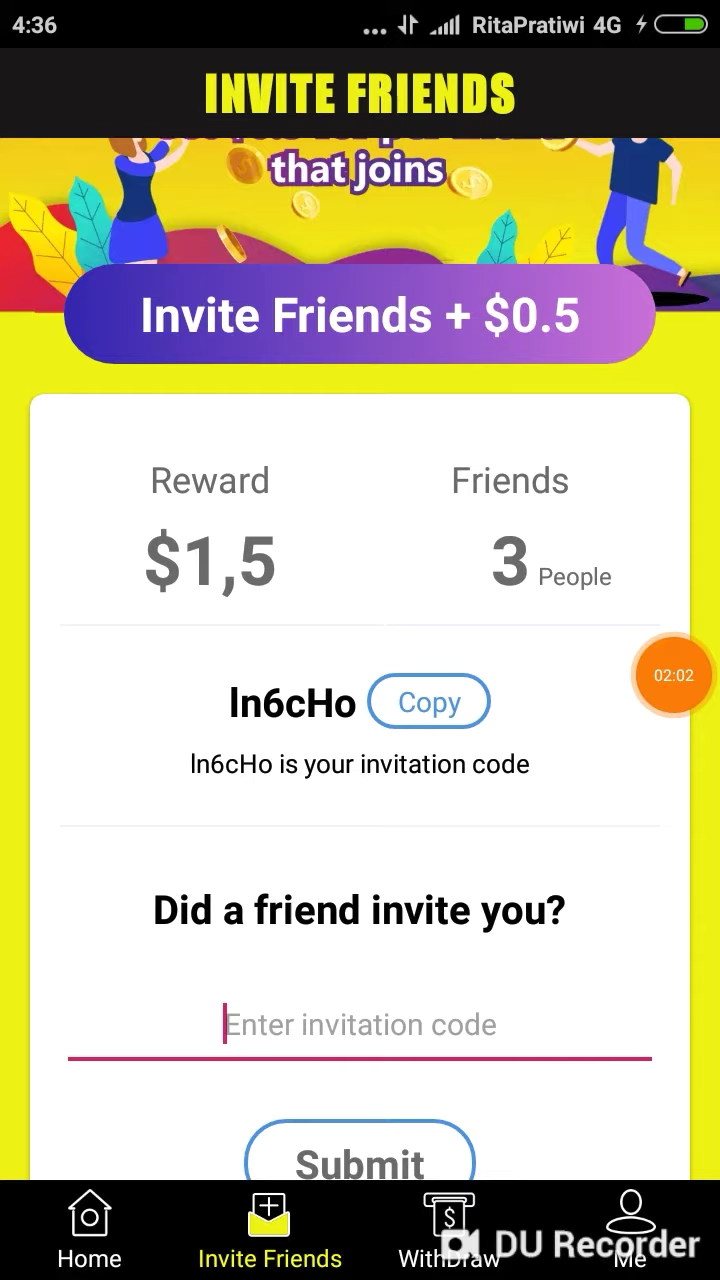 4:36
... RitaPratiwi 4G
INVITE FRIENDS
that joins
Invite Friends + $0.5
Reward
Friends
$1,5
3 People
ln6cHo
Copy
02:02
ln6cHo is your invitation code
Did a friend invite you?
Enter invitation code
Submit
DU Recorder
Home
Invite Friends
WithDraw
Me